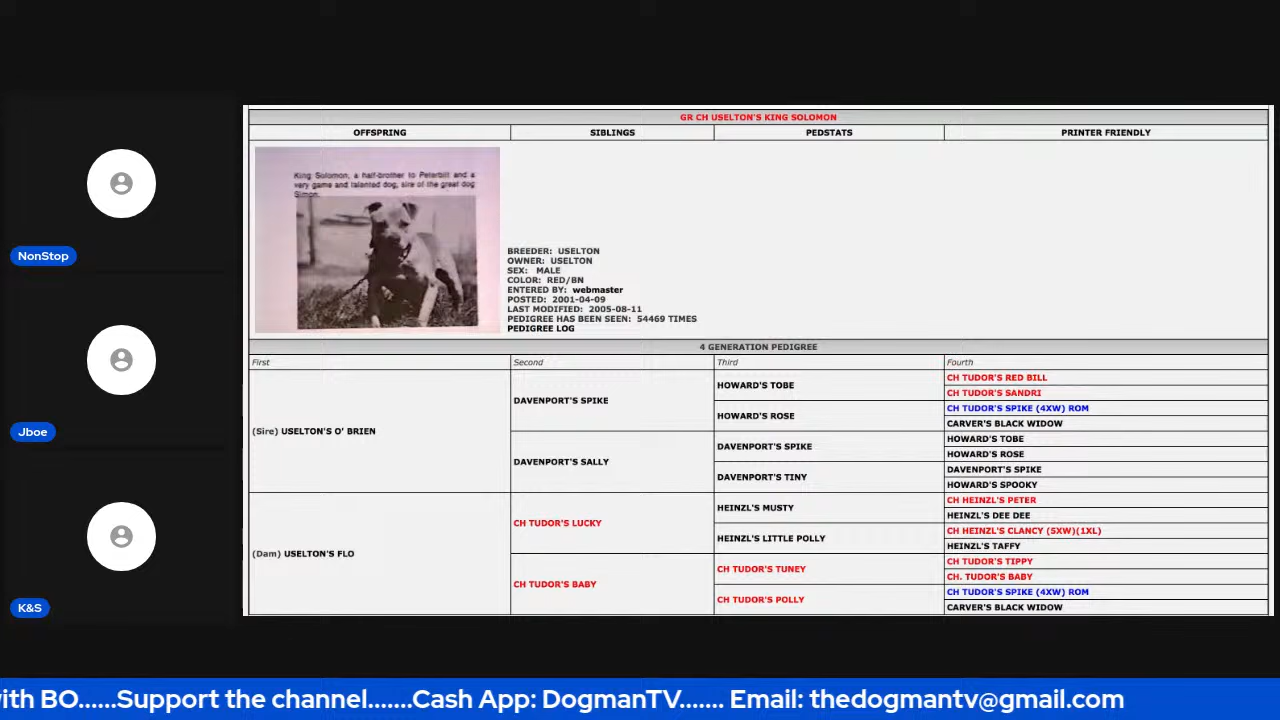 GR CH USELTON'S KING SOLOMON
OFFSPRING SIBLINGS PEDSTATS PRINTER FRIENDLY
King Solomon, a half-brother to Peterbilt and a
very game and talented dog, sire of the great dog
Simon.
BREEDER: USELTON
OWNER: USELTON
SEX: MALE
COLOR: RED/BN
ENTERED BY: webmaster
POSTED: 2001-04-09
LAST MODIFIED: 2005-08-11
PEDIGREE HAS BEEN SEEN: 54469 TIMES
PEDIGREE LOG
4 GENERATION PEDIGREE
First Second Third Fourth
(Sire) USELTON'S O' BRIEN
DAVENPORT'S SPIKE
DAVENPORT'S SALLY
HOWARD'S TOBE
HOWARD'S ROSE
DAVENPORT'S SPIKE
DAVENPORT'S TINY
CH TUDOR'S RED BILL
CH TUDOR'S SANDRI
CH TUDOR'S SPIKE (4XW) ROM
CARVER'S BLACK WIDOW
HOWARD'S TOBE
HOWARD'S ROSE
DAVENPORT'S SPIKE
HOWARD'S SPOOKY
(Dam) USELTON'S FLO
CH TUDOR'S LUCKY
CH TUDOR'S BABY
HEINZL'S MUSTY
HEINZL'S LITTLE POLLY
CH TUDOR'S TUNEY
CH TUDOR'S POLLY
CH HEINZL'S PETER
HEINZL'S DEE DEE
CH HEINZL'S CLANCY (5XW)(1XL)
HEINZL'S TAFFY
CH TUDOR'S TIPPY
CH. TUDOR'S BABY
CH TUDOR'S SPIKE (4XW) ROM
CARVER'S BLACK WIDOW
NonStop
Jboe
K&S
ith BO......Support the channel.......Cash App: DogmanTV....... Email: thedogmantv@gmail.com